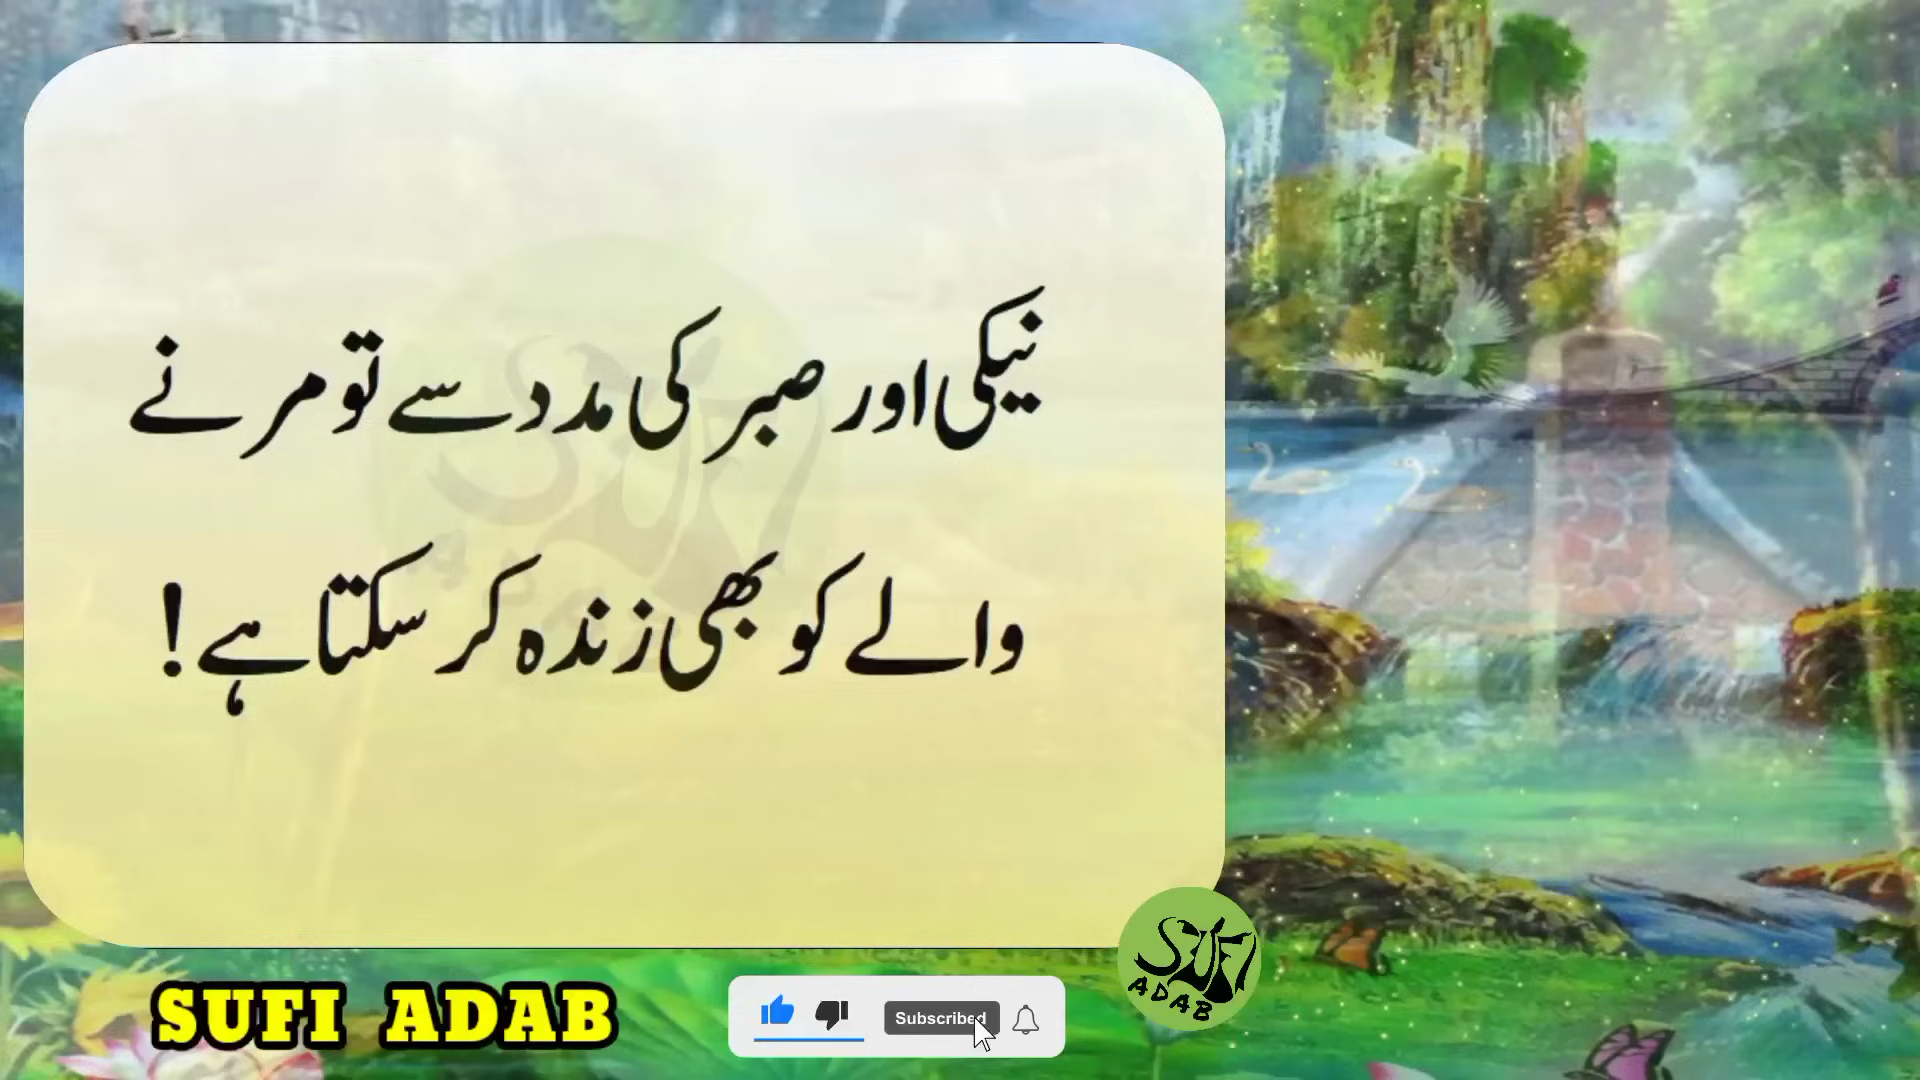 نیکی اور صبر کی مدد سے تو مرنے
والے کو بھی زندہ کر سکتا ہے!
SUFI ADAB
Subscribed
SUFI
ADAB